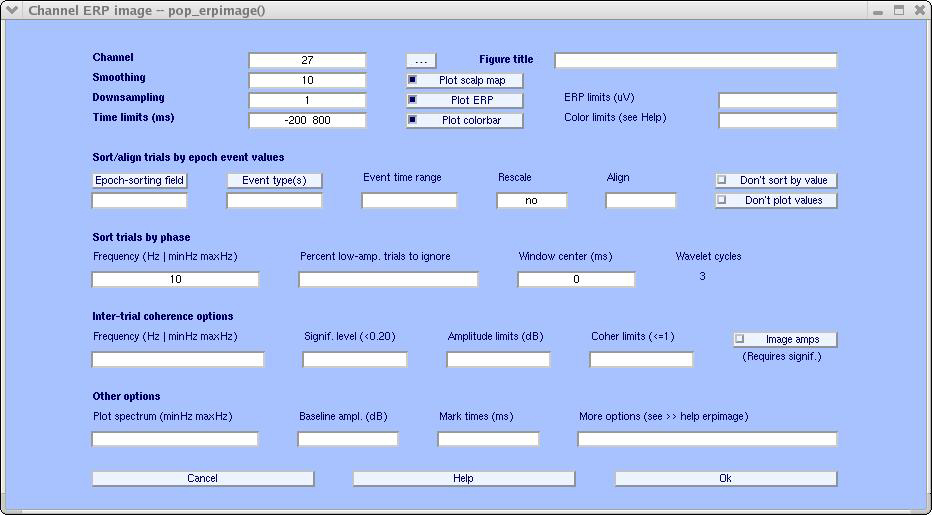 Channel ERP image -- pop_erpimage()
Channel 27 ... Figure title
Smoothing 10 Plot scalp map
Downsampling 1 Plot ERP ERP limits (uV)
Time limits (ms) -200 800 Plot colorbar Color limits (see Help)
Sort/align trials by epoch event values
Epoch-sorting field Event type(s) Event time range Rescale Align Don't sort by value
no Don't plot values
Sort trials by phase
Frequency (Hz | minHz maxHz) Percent low-amp. trials to ignore Window center (ms) Wavelet cycles
10 0 3
Inter-trial coherence options
Frequency (Hz | minHz maxHz) Signif. level (<0.20) Amplitude limits (dB) Coher limits (<=1) Image amps
(Requires signif.)
Other options
Plot spectrum (minHz maxHz) Baseline ampl. (dB) Mark times (ms) More options (see >> help erpimage)
Cancel Help Ok